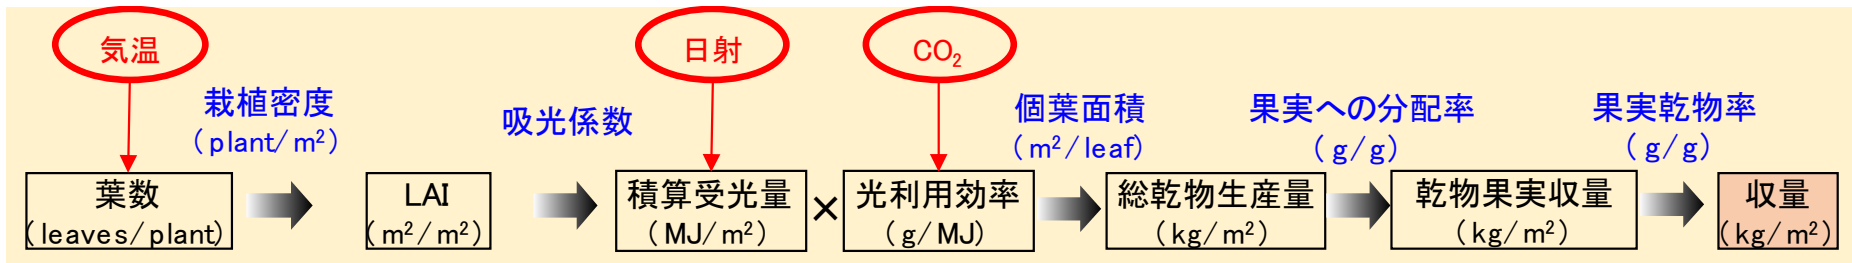 気温
日射
CO₂
栽植密度
(plant/m²)
吸光係数
個葉面積
(m²/leaf)
果実への分配率
(g/g)
果実乾物率
(g/g)
葉数
(leaves/plant)
LAI
(m²/m²)
積算受光量
(MJ/m²)
×
光利用効率
(g/MJ)
総乾物生産量
(kg/m²)
乾物果実収量
(kg/m²)
収量
(kg/m²)